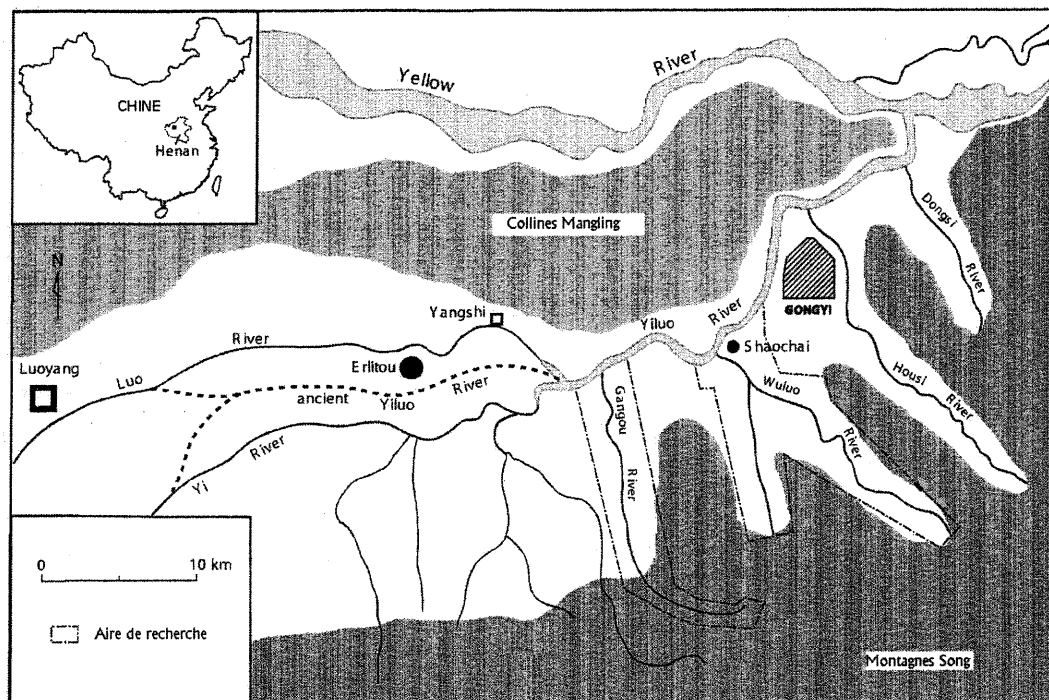 CHINE
Henan
Yellow River
Collines Mangling
N
Dongsi River
GONGYI
Yiluo River
Yangshi
Shaochai
Luoyang
Luo River
Erlitou
ancient Yiluo River
Wuluo River
Housi River
Gangou River
Yi River
0 10 km
Aire de recherche
Montagnes Song